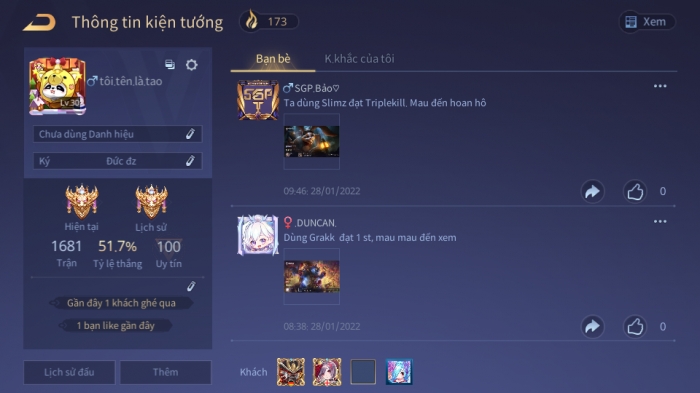 Thông tin kiện tướng
173
Xem
Bạn bè
K.khắc của tôi
tôi.tên.là.tao
Lv.30
Chưa dùng Danh hiệu
Ký Đức đz
Hiện tại Lịch sử
1681 51.7% 100
Trận Tỷ lệ thắng Uy tín
Gần đây 1 khách ghé qua
1 bạn like gần đây
Lịch sử đấu
Thêm
SGP
T
SGP.Bảo♡
Ta dùng Slimz đạt Triplekill. Mau đến hoan hô
09:46: 28/01/2022
0
.DUNCAN.
Dùng Grakk đạt 1 st, mau mau đến xem
08:38: 28/01/2022
0
Khách